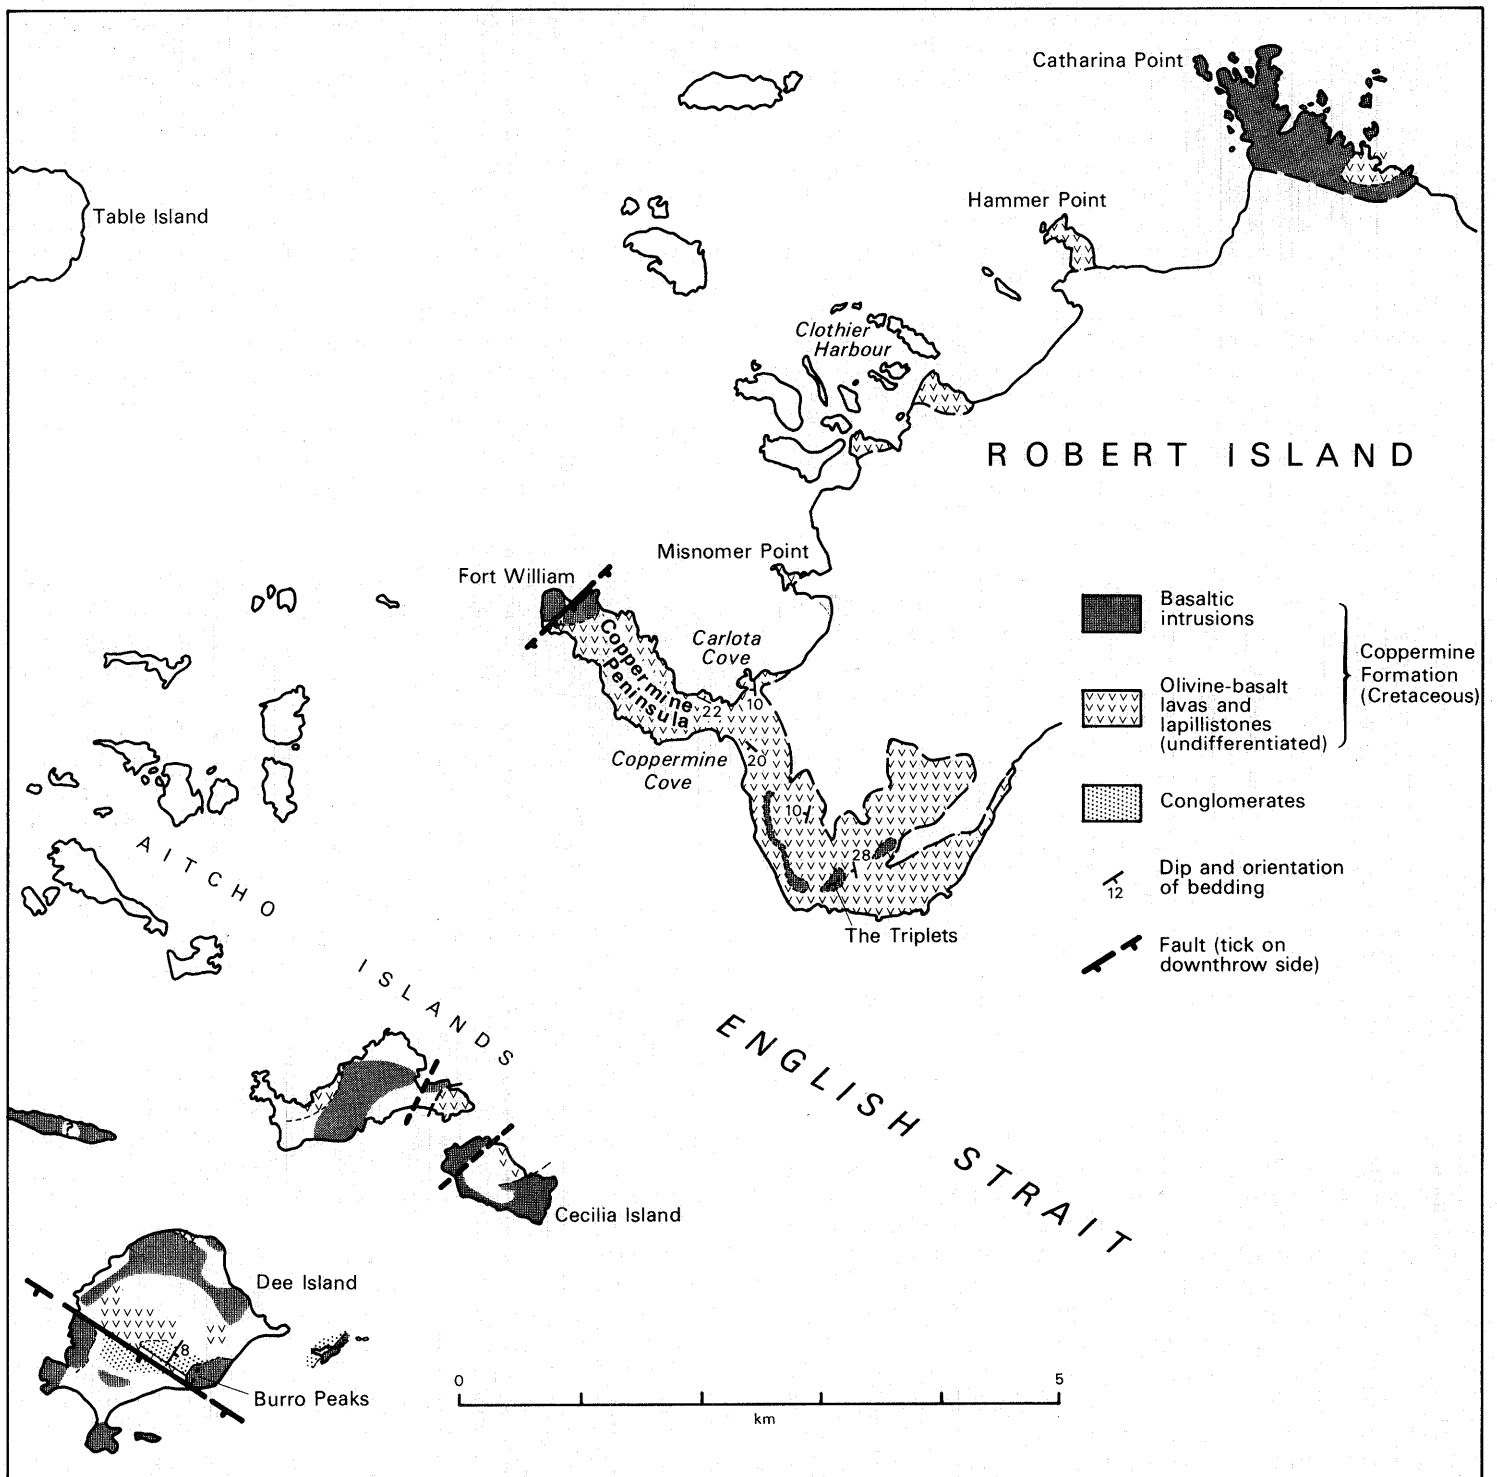 Catharina Point
Table Island
Hammer Point
Clothier
Harbour
ROBERT ISLAND
Misnomer Point
Fort William
Carlota
Cove
Coppermine
Peninsula
22
10
20
Coppermine
Cove
10
28
The Triplets
Basaltic
intrusions
Olivine-basalt
lavas and
lapillistones
(undifferentiated)
Coppermine
Formation
(Cretaceous)
Conglomerates
12
Dip and orientation
of bedding
Fault (tick on
downthrow side)
AITCHO
ISLANDS
ENGLISH STRAIT
?
Cecilia Island
Dee Island
8
Burro Peaks
0
5
km